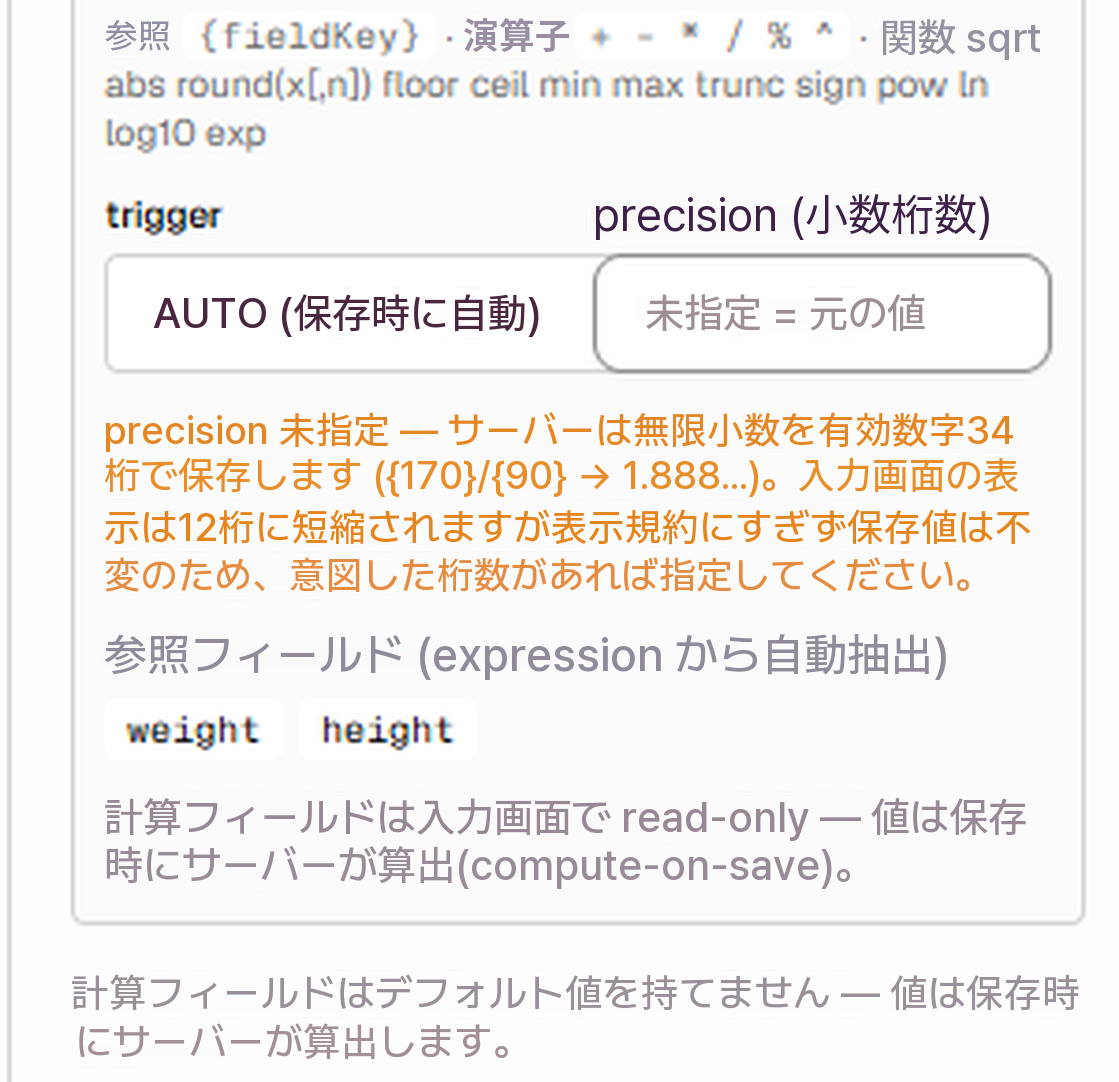 参照 {fieldKey} · 演算子 + - * / % ^ · 関数 sqrt
abs round(x[,n]) floor ceil min max trunc sign pow ln
log10 exp
trigger
precision (小数桁数)
AUTO (保存時に自動)
未指定 = 元の値
precision 未指定 — サーバーは無限小数を有効数字34
桁で保存します ({170}/{90} → 1.888...)。入力画面の表
示は12桁に短縮されますが表示規約にすぎず保存値は不
変のため、意図した桁数があれば指定してください。
参照フィールド (expression から自動抽出)
weight height
計算フィールドは入力画面で read-only — 値は保存
時にサーバーが算出(compute-on-save)。
計算フィールドはデフォルト値を持てません — 値は保存時
にサーバーが算出します。